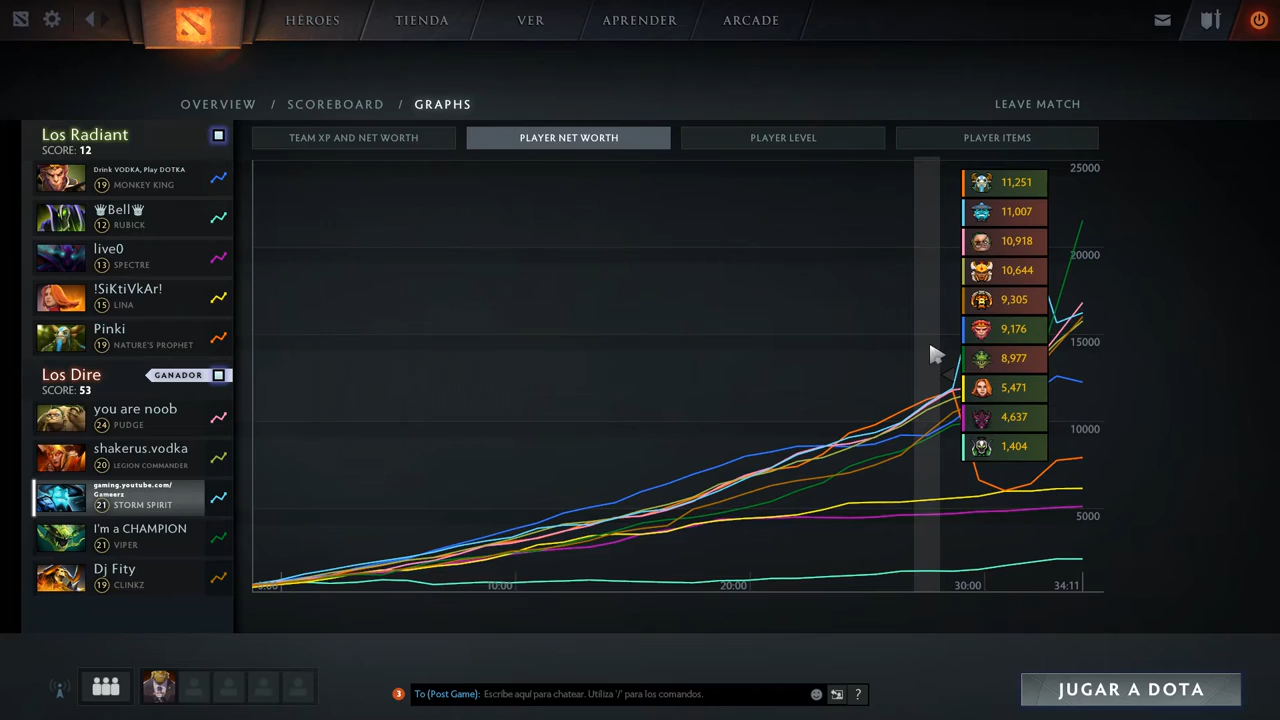 HÉROES
TIENDA
VER
APRENDER
ARCADE
OVERVIEW / SCOREBOARD / GRAPHS
LEAVE MATCH
Los Radiant
SCORE: 12
Drink VODKA, Play DOTKA
19 MONKEY KING
♛Bell♛
12 RUBICK
live0
13 SPECTRE
!SiKtiVkAr!
15 LINA
Pinki
19 NATURE'S PROPHET
Los Dire
GANADOR
SCORE: 53
you are noob
24 PUDGE
shakerus.vodka
20 LEGION COMMANDER
gaming.youtube.com/
Gameerz
21 STORM SPIRIT
I'm a CHAMPION
21 VIPER
Dj Fity
19 CLINKZ
TEAM XP AND NET WORTH
PLAYER NET WORTH
PLAYER LEVEL
PLAYER ITEMS
25000
20000
15000
10000
5000
11,251
11,007
10,918
10,644
9,305
9,176
8,977
5,471
4,637
1,404
10:00
20:00
30:00
34:11
3
To (Post Game): Escribe aquí para chatear. Utiliza '/' para los comandos.
?
JUGAR A DOTA